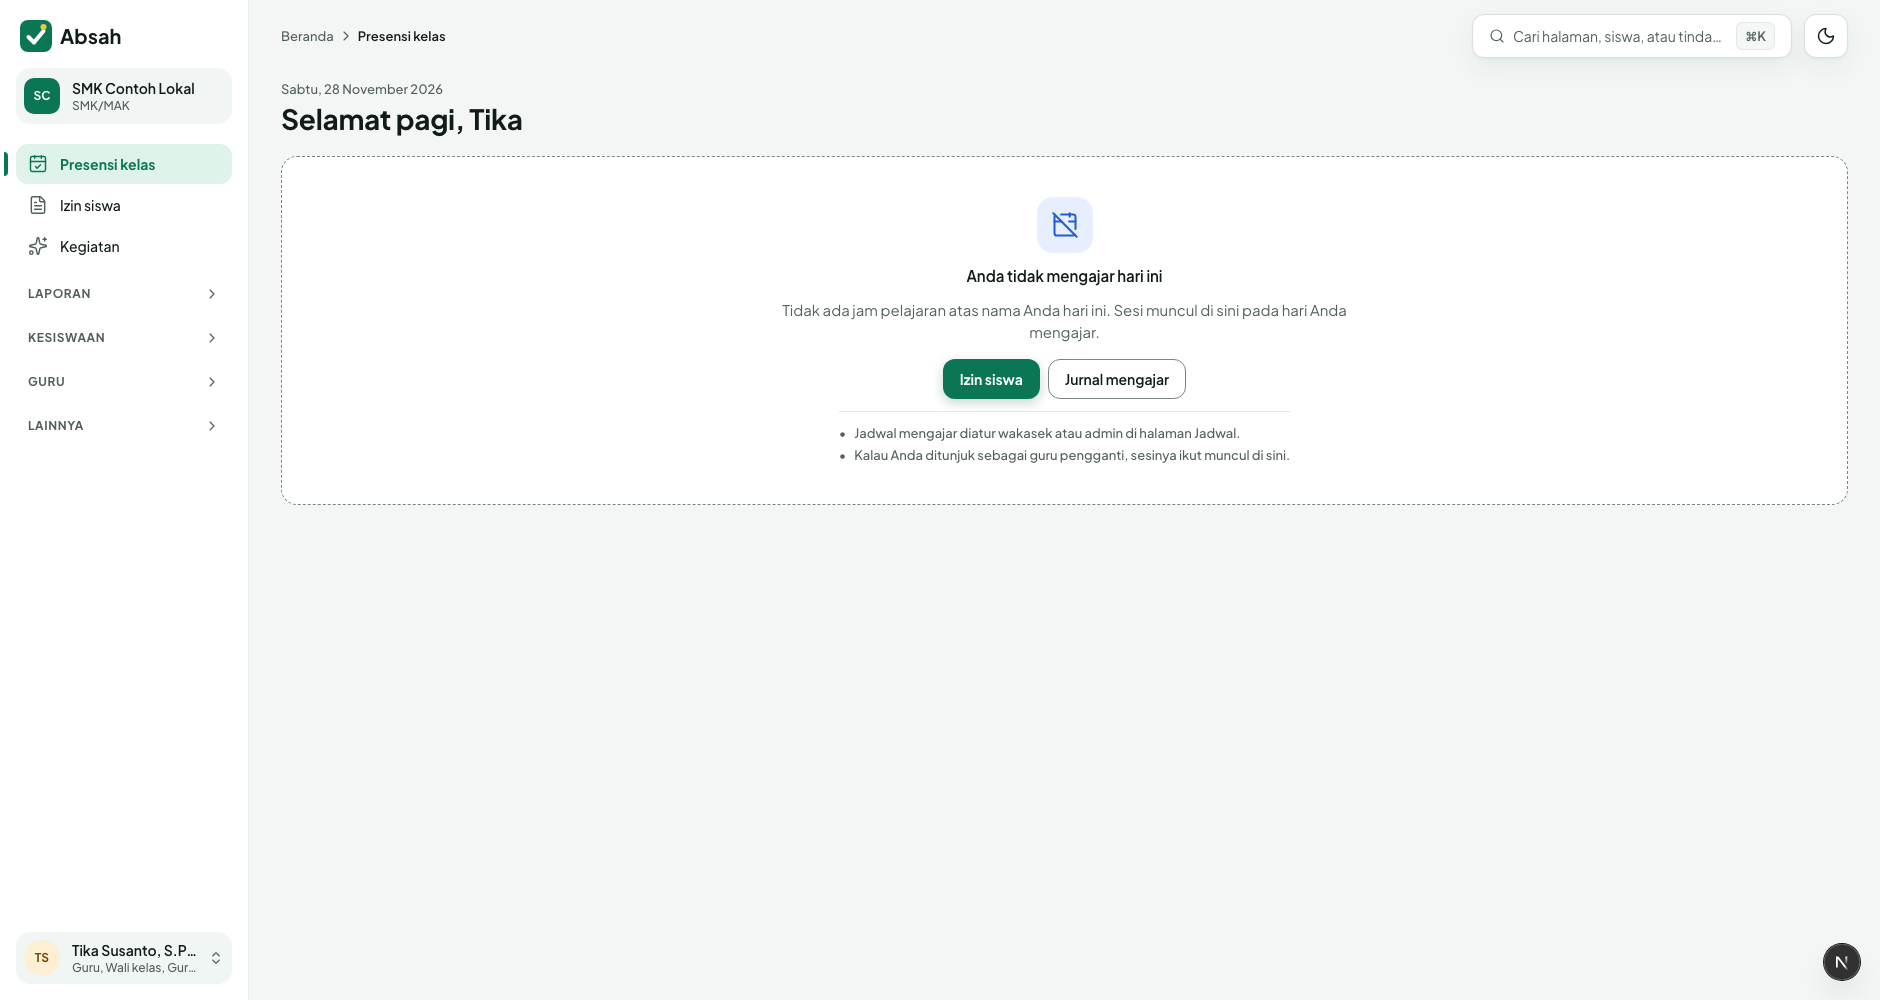 Absah
SC
SMK Contoh Lokal
SMK/MAK
Presensi kelas
Izin siswa
Kegiatan
LAPORAN
KESISWAAN
GURU
LAINNYA
TS
Tika Susanto, S.P...
Guru, Wali kelas, Gur...
Beranda > Presensi kelas
Cari halaman, siswa, atau tinda... ⌘K
Sabtu, 28 November 2026
Selamat pagi, Tika
Anda tidak mengajar hari ini
Tidak ada jam pelajaran atas nama Anda hari ini. Sesi muncul di sini pada hari Anda
mengajar.
Izin siswa
Jurnal mengajar
• Jadwal mengajar diatur wakasek atau admin di halaman Jadwal.
• Kalau Anda ditunjuk sebagai guru pengganti, sesinya ikut muncul di sini.
N